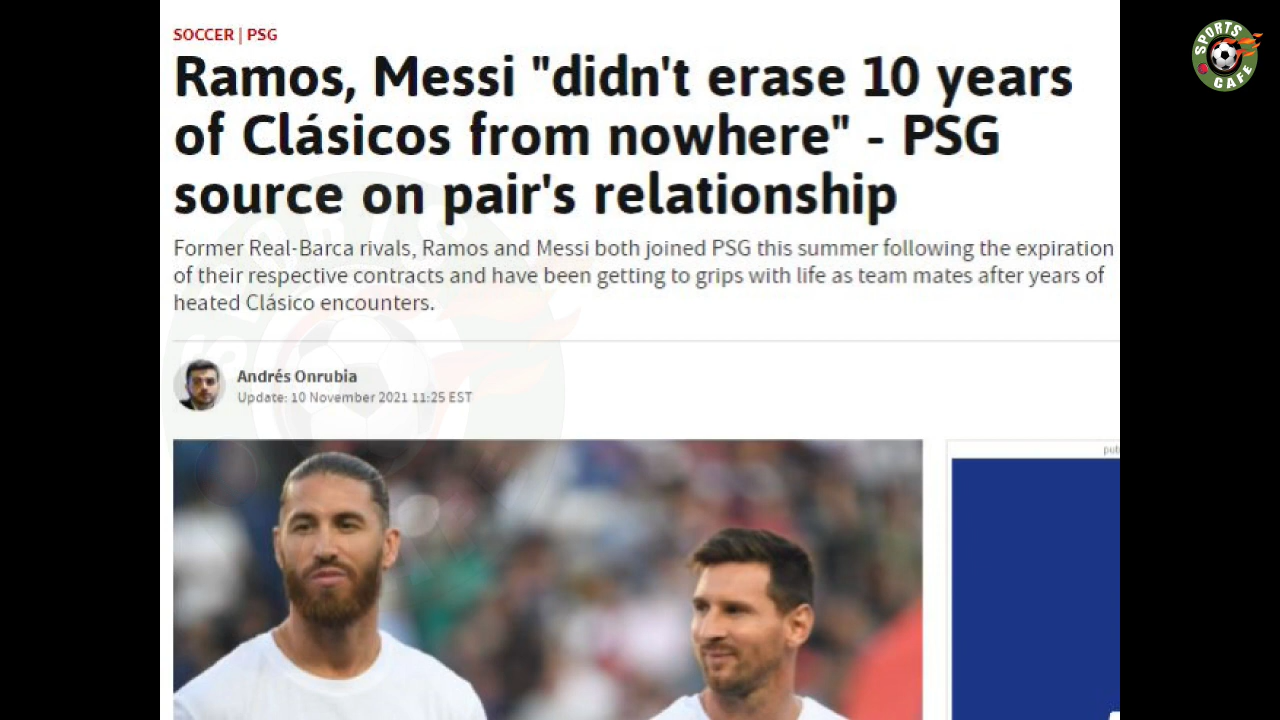 SPORTS
CAFE
SOCCER | PSG
Ramos, Messi "didn't erase 10 years
of Clásicos from nowhere" - PSG
source on pair's relationship
Former Real-Barca rivals, Ramos and Messi both joined PSG this summer following the expiration
of their respective contracts and have been getting to grips with life as team mates after years of
heated Clásico encounters.
Andrés Onrubia
Update: 10 November 2021 11:25 EST